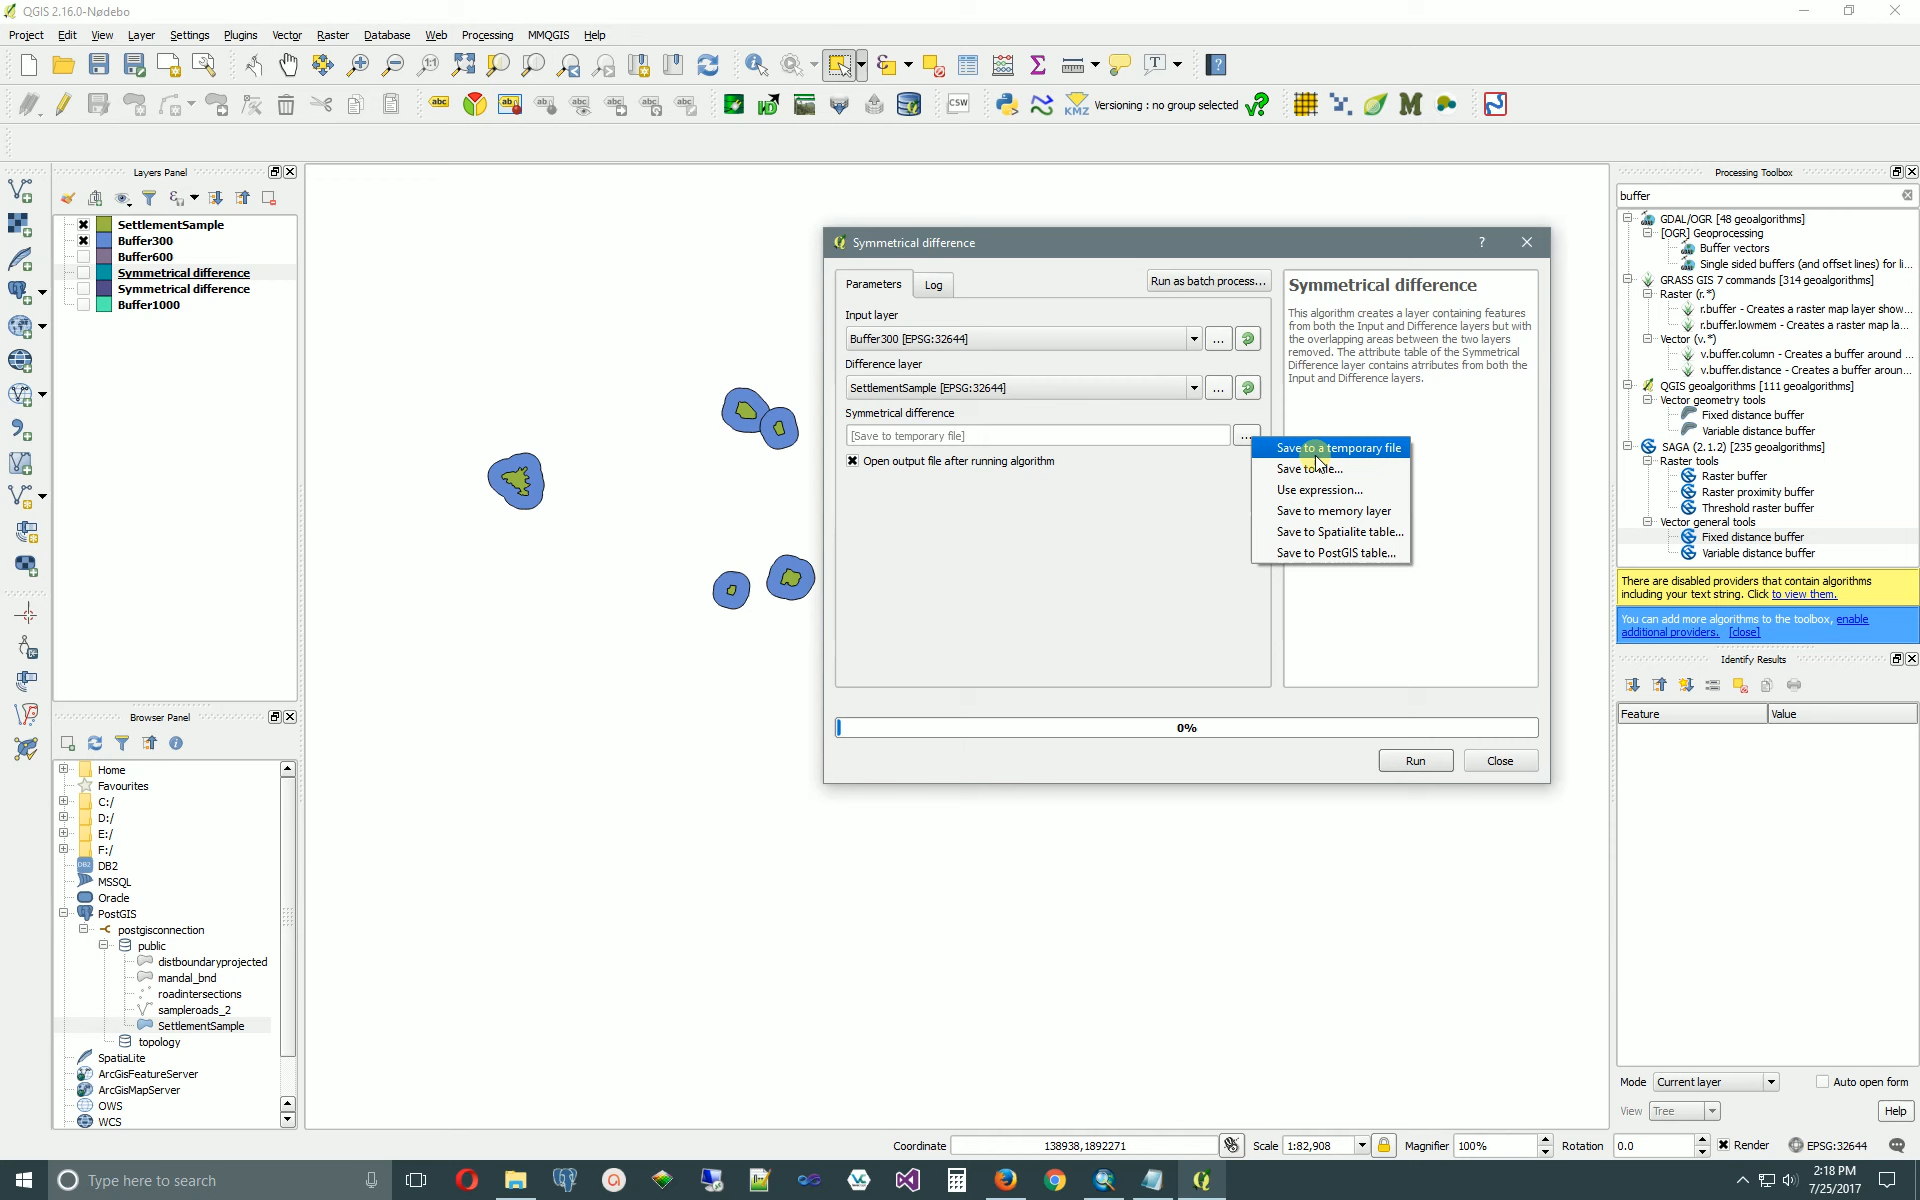 QGIS 2.16.0-Nødebo
Project Edit View Layer Settings Plugins Vector Raster Database Web Processing MMQGIS Help
Versioning : no group selected
CSW
KMZ
Layers Panel
SettlementSample
Buffer300
Buffer600
Symmetrical difference
Symmetrical difference
Buffer1000
Browser Panel
Home
Favourites
C:/
D:/
E:/
F:/
DB2
MSSQL
Oracle
PostGIS
postgisconnection
public
distboundaryprojected
mandal_bnd
roadintersections
sampleroads_2
SettlementSample
topology
SpatiaLite
ArcGisFeatureServer
ArcGisMapServer
OWS
WCS
Symmetrical difference
Parameters Log Run as batch process...
Input layer
Buffer300 [EPSG:32644]
Difference layer
SettlementSample [EPSG:32644]
Symmetrical difference
[Save to temporary file]
Open output file after running algorithm
Symmetrical difference
This algorithm creates a layer containing features
from both the Input and Difference layers but with
the overlapping areas between the two layers
removed. The attribute table of the Symmetrical
Difference layer contains attributes from both the
Input and Difference layers.
Save to a temporary file
Use expression...
Save to memory layer
Save to Spatialite table...
Save to PostGIS table...
0%
Run Close
Processing Toolbox
buffer
GDAL/OGR [48 geoalgorithms]
[OGR] Geoprocessing
Buffer vectors
Single sided buffers (and offset lines) for li...
GRASS GIS 7 commands [314 geoalgorithms]
Raster (r.*)
r.buffer - Creates a raster map layer show...
r.buffer.lowmem - Creates a raster map la...
Vector (v.*)
v.buffer.column - Creates a buffer around ...
v.buffer.distance - Creates a buffer aroun...
QGIS geoalgorithms [111 geoalgorithms]
Vector geometry tools
Fixed distance buffer
Variable distance buffer
SAGA (2.1.2) [235 geoalgorithms]
Raster tools
Raster buffer
Raster proximity buffer
Threshold raster buffer
Vector general tools
Fixed distance buffer
Variable distance buffer
There are disabled providers that contain algorithms
including your text string. Click to view them.
You can add more algorithms to the toolbox, enable
additional providers. [close]
Identify Results
Feature Value
Mode Current layer Auto open form
View Tree Help
Coordinate 138938,1892271 Scale 1:82,908 Magnifier 100% Rotation 0.0 Render EPSG:32644
Type here to search
2:18 PM
7/25/2017